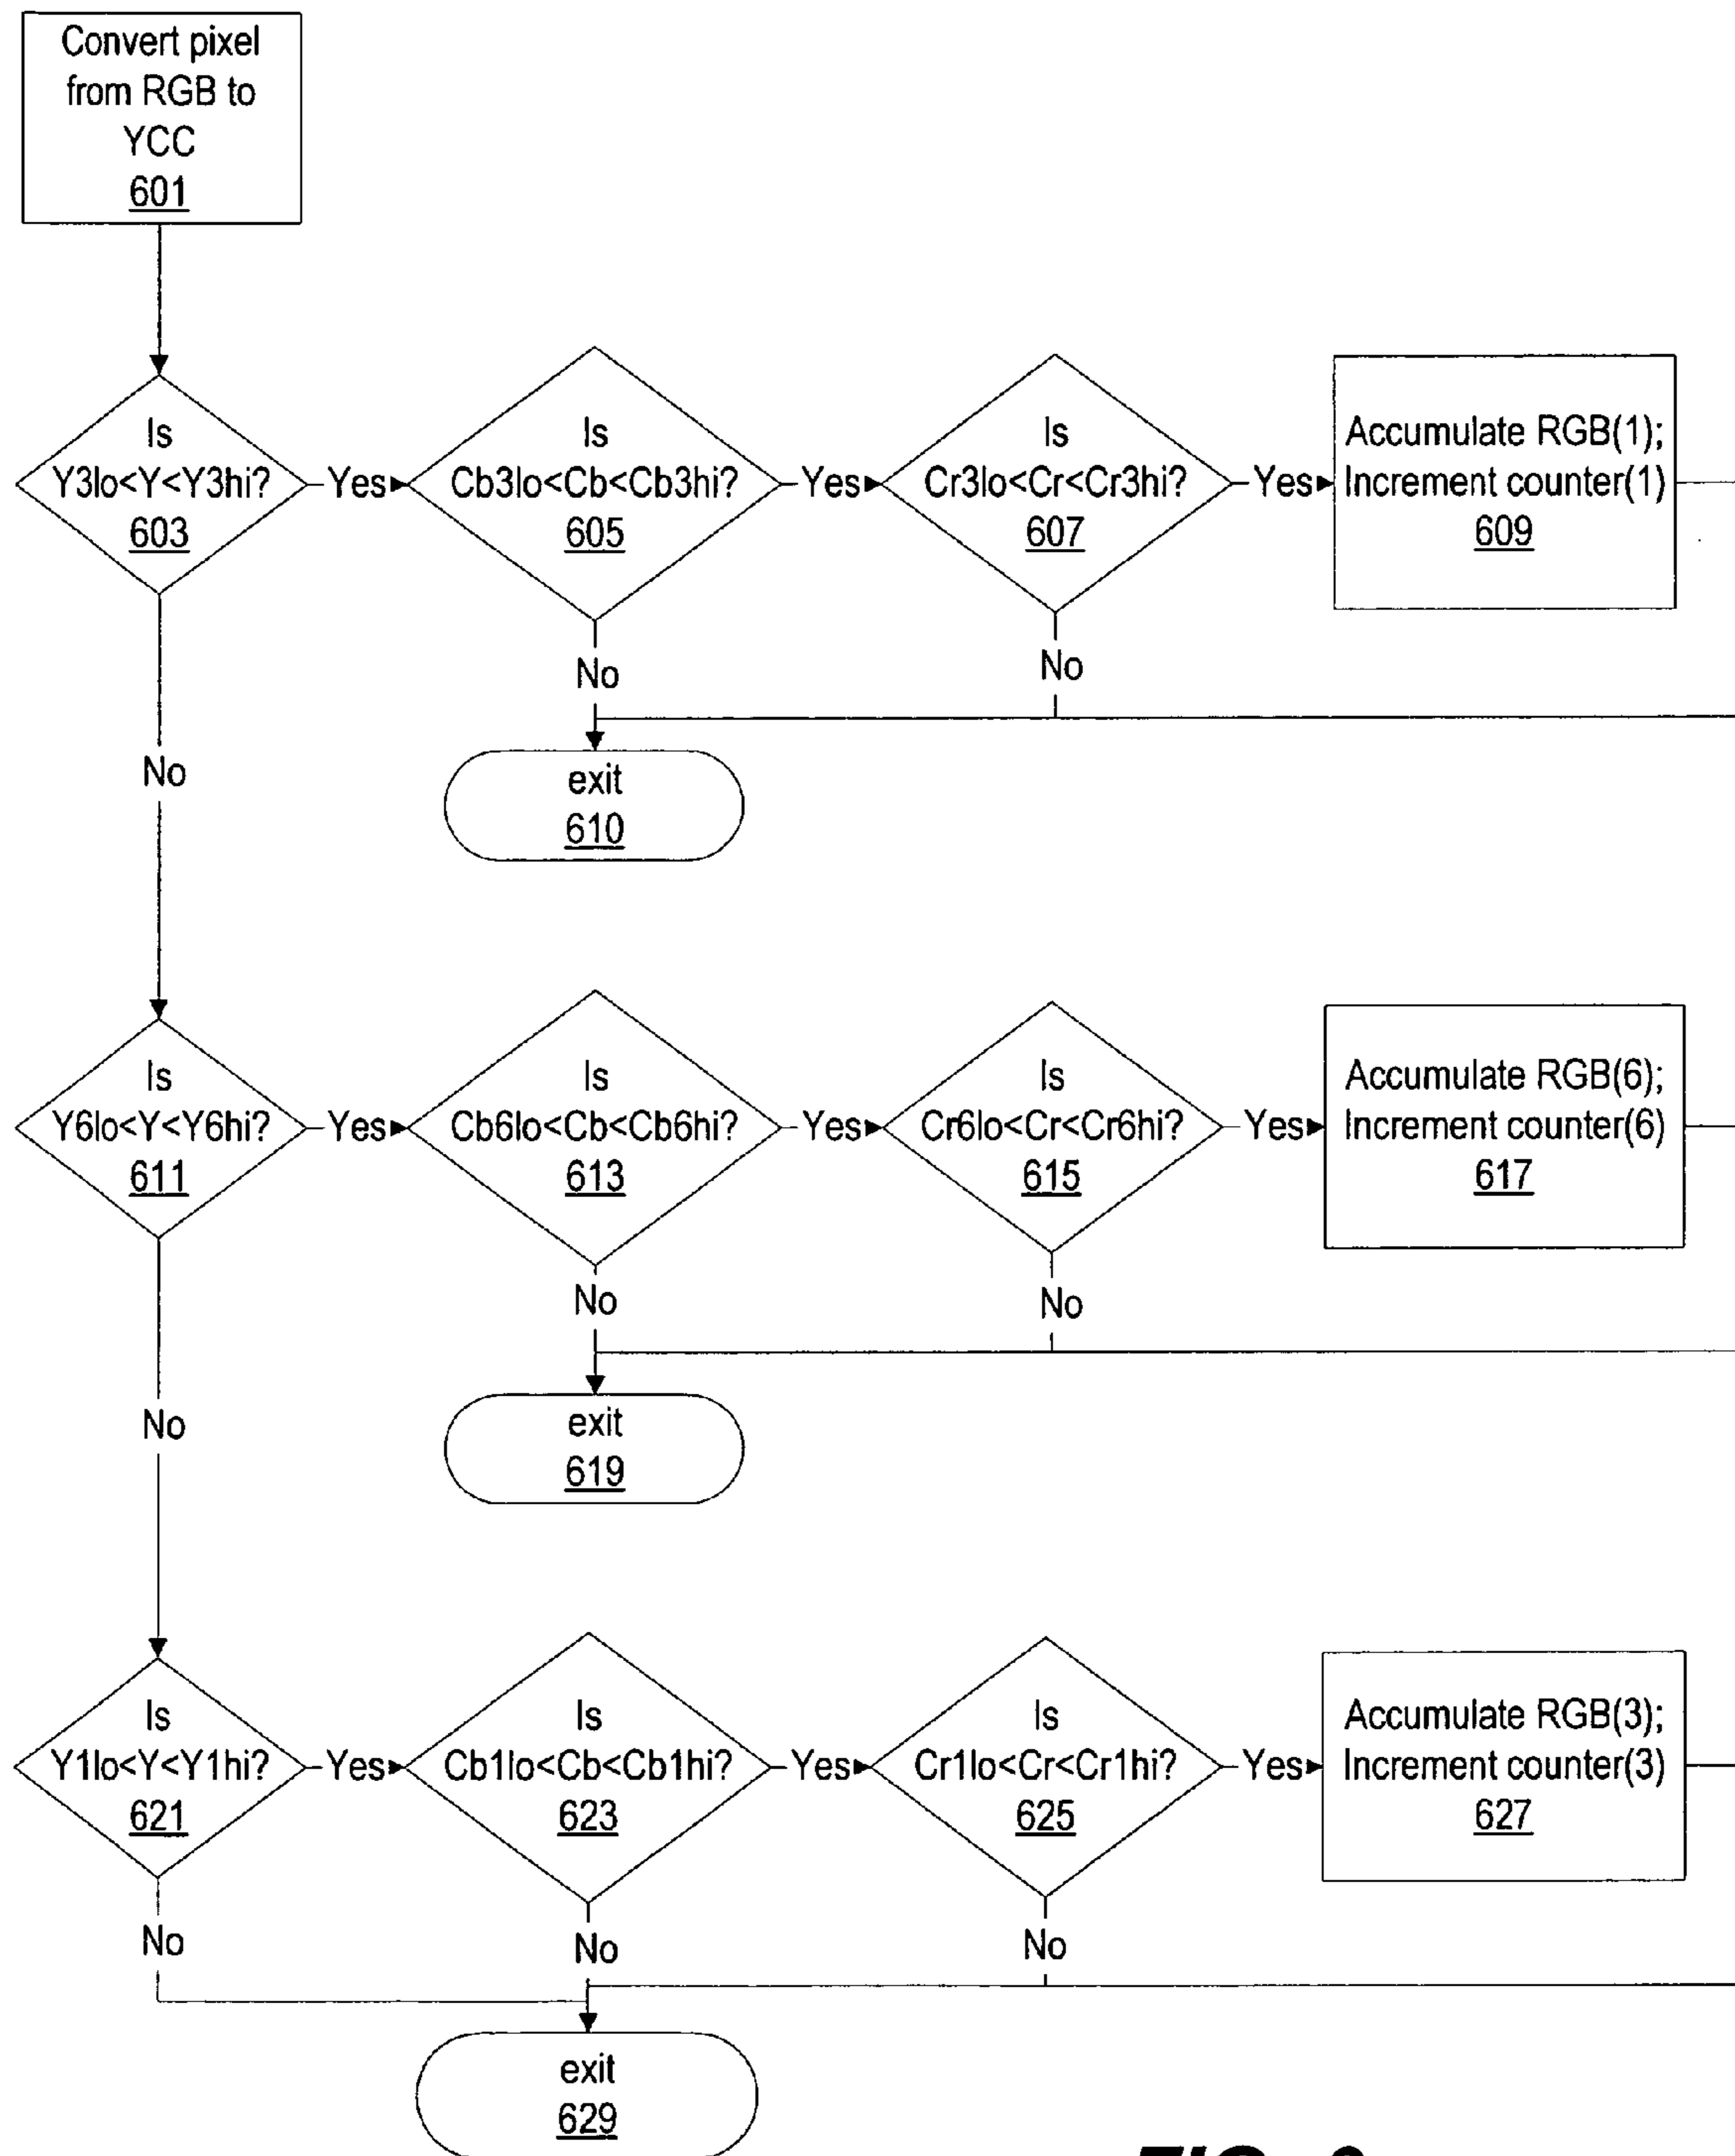 Convert pixel
from RGB to
YCC
601
Is
Y3lo<Y<Y3hi?
603
Yes
Is
Cb3lo<Cb<Cb3hi?
605
Yes
Is
Cr3lo<Cr<Cr3hi?
607
Yes
Accumulate RGB(1);
Increment counter(1)
609
No
No
No
exit
610
Is
Y6lo<Y<Y6hi?
611
Yes
Is
Cb6lo<Cb<Cb6hi?
613
Yes
Is
Cr6lo<Cr<Cr6hi?
615
Yes
Accumulate RGB(6);
Increment counter(6)
617
No
No
No
exit
619
Is
Y1lo<Y<Y1hi?
621
Yes
Is
Cb1lo<Cb<Cb1hi?
623
Yes
Is
Cr1lo<Cr<Cr1hi?
625
Yes
Accumulate RGB(3);
Increment counter(3)
627
No
No
No
exit
629